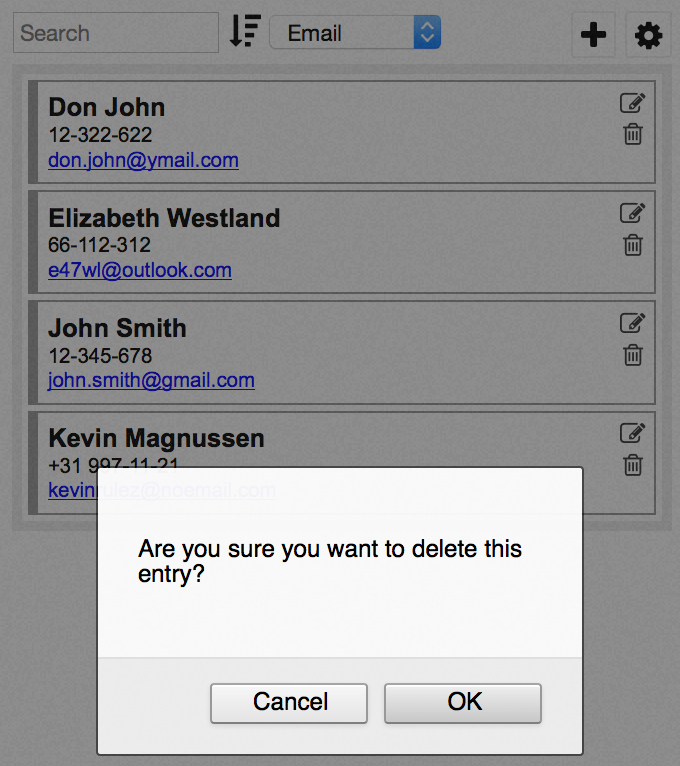 Search
Email
Don John
12-322-622
don.john@ymail.com
Elizabeth Westland
66-112-312
e47wl@outlook.com
John Smith
12-345-678
john.smith@gmail.com
Kevin Magnussen
+31 997-11-21
kevinrulez@noemail.com
Are you sure you want to delete this
entry?
Cancel
OK